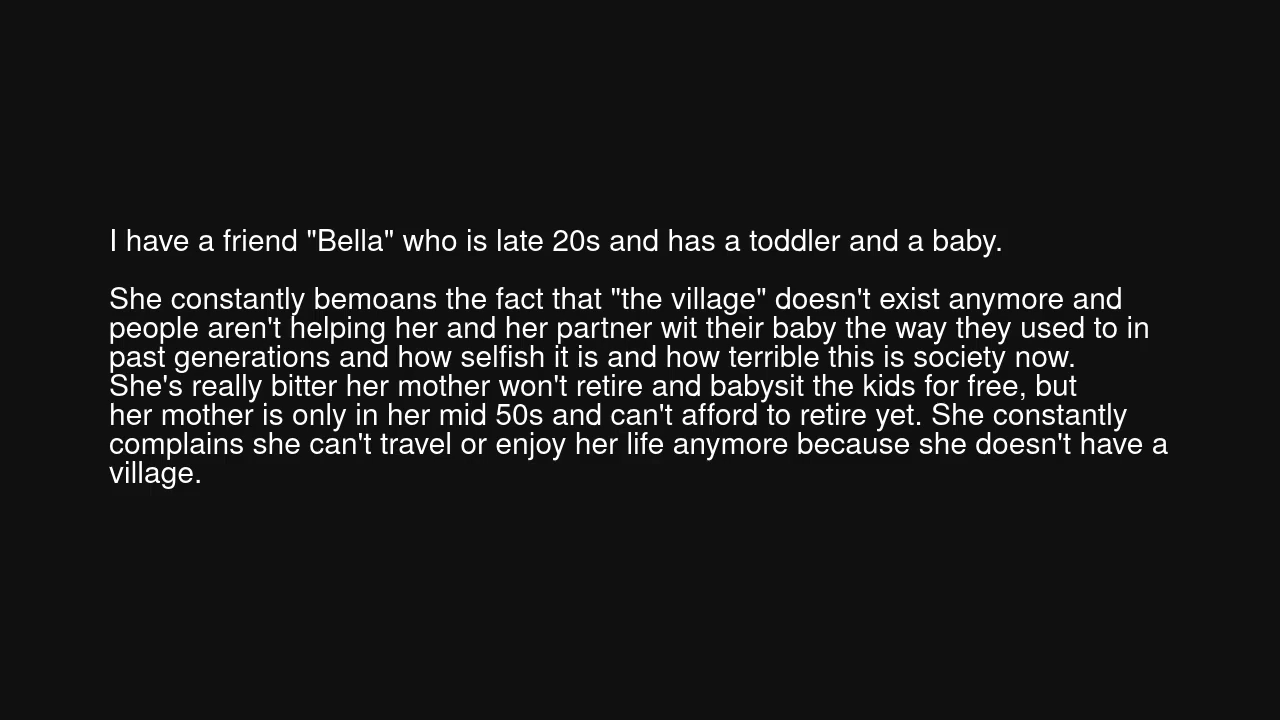 I have a friend "Bella" who is late 20s and has a toddler and a baby.
She constantly bemoans the fact that "the village" doesn't exist anymore and
people aren't helping her and her partner wit their baby the way they used to in
past generations and how selfish it is and how terrible this is society now.
She's really bitter her mother won't retire and babysit the kids for free, but
her mother is only in her mid 50s and can't afford to retire yet. She constantly
complains she can't travel or enjoy her life anymore because she doesn't have a
village.